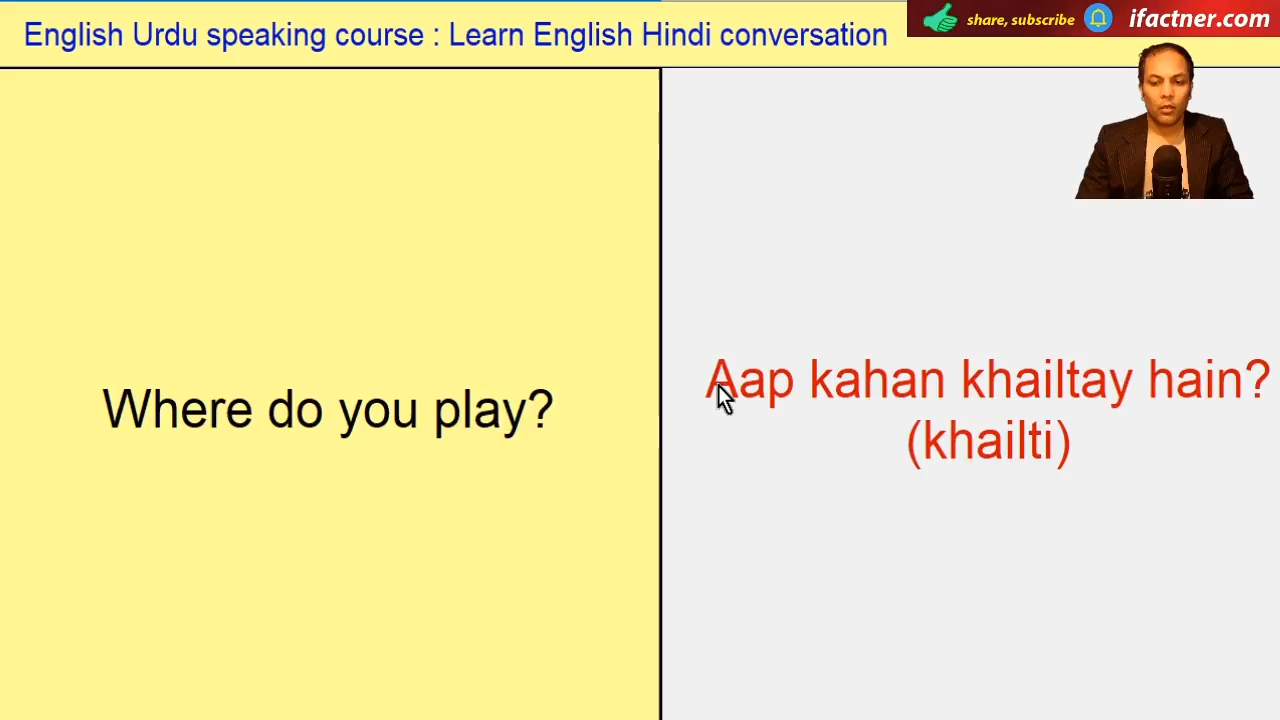 English Urdu speaking course : Learn English Hindi conversation
share, subscribe
ifactner.com
Where do you play?
Aap kahan khailtay hain?
(khailti)